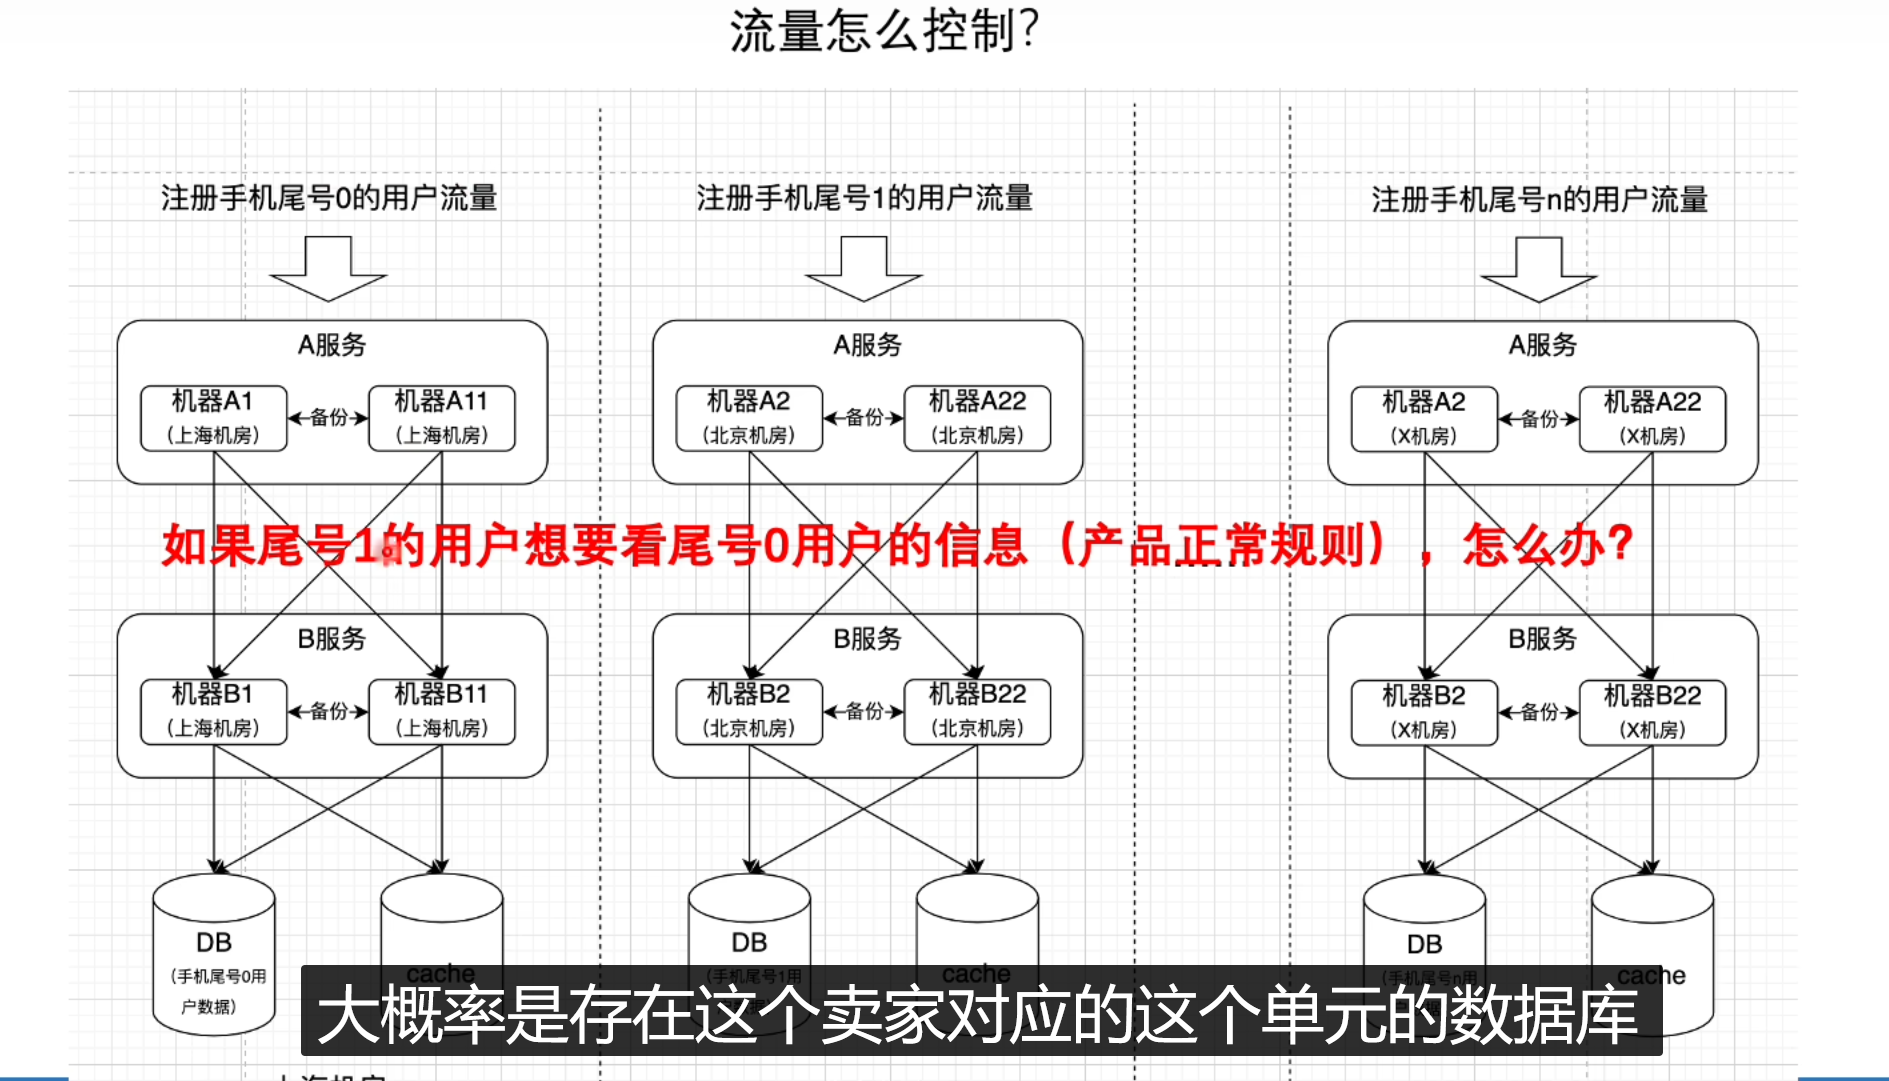 流量怎么控制?
注册手机尾号0的用户流量
注册手机尾号1的用户流量
注册手机尾号n的用户流量
A服务
A服务
A服务
机器A1
(上海机房)
备份
机器A11
(上海机房)
机器A2
(北京机房)
备份
机器A22
(北京机房)
机器A2
(X机房)
备份
机器A22
(X机房)
如果尾号1的用户想要看尾号0用户的信息（产品正常规则），怎么办?
B服务
B服务
B服务
机器B1
(上海机房)
备份
机器B11
(上海机房)
机器B2
(北京机房)
备份
机器B22
(北京机房)
机器B2
(X机房)
备份
机器B22
(X机房)
DB
(手机尾号0用
户数据)
cache
DB
(手机尾号1用
户数据)
cache
DB
(手机尾号n用
cache
大概率是存在这个卖家对应的这个单元的数据库
上海机房